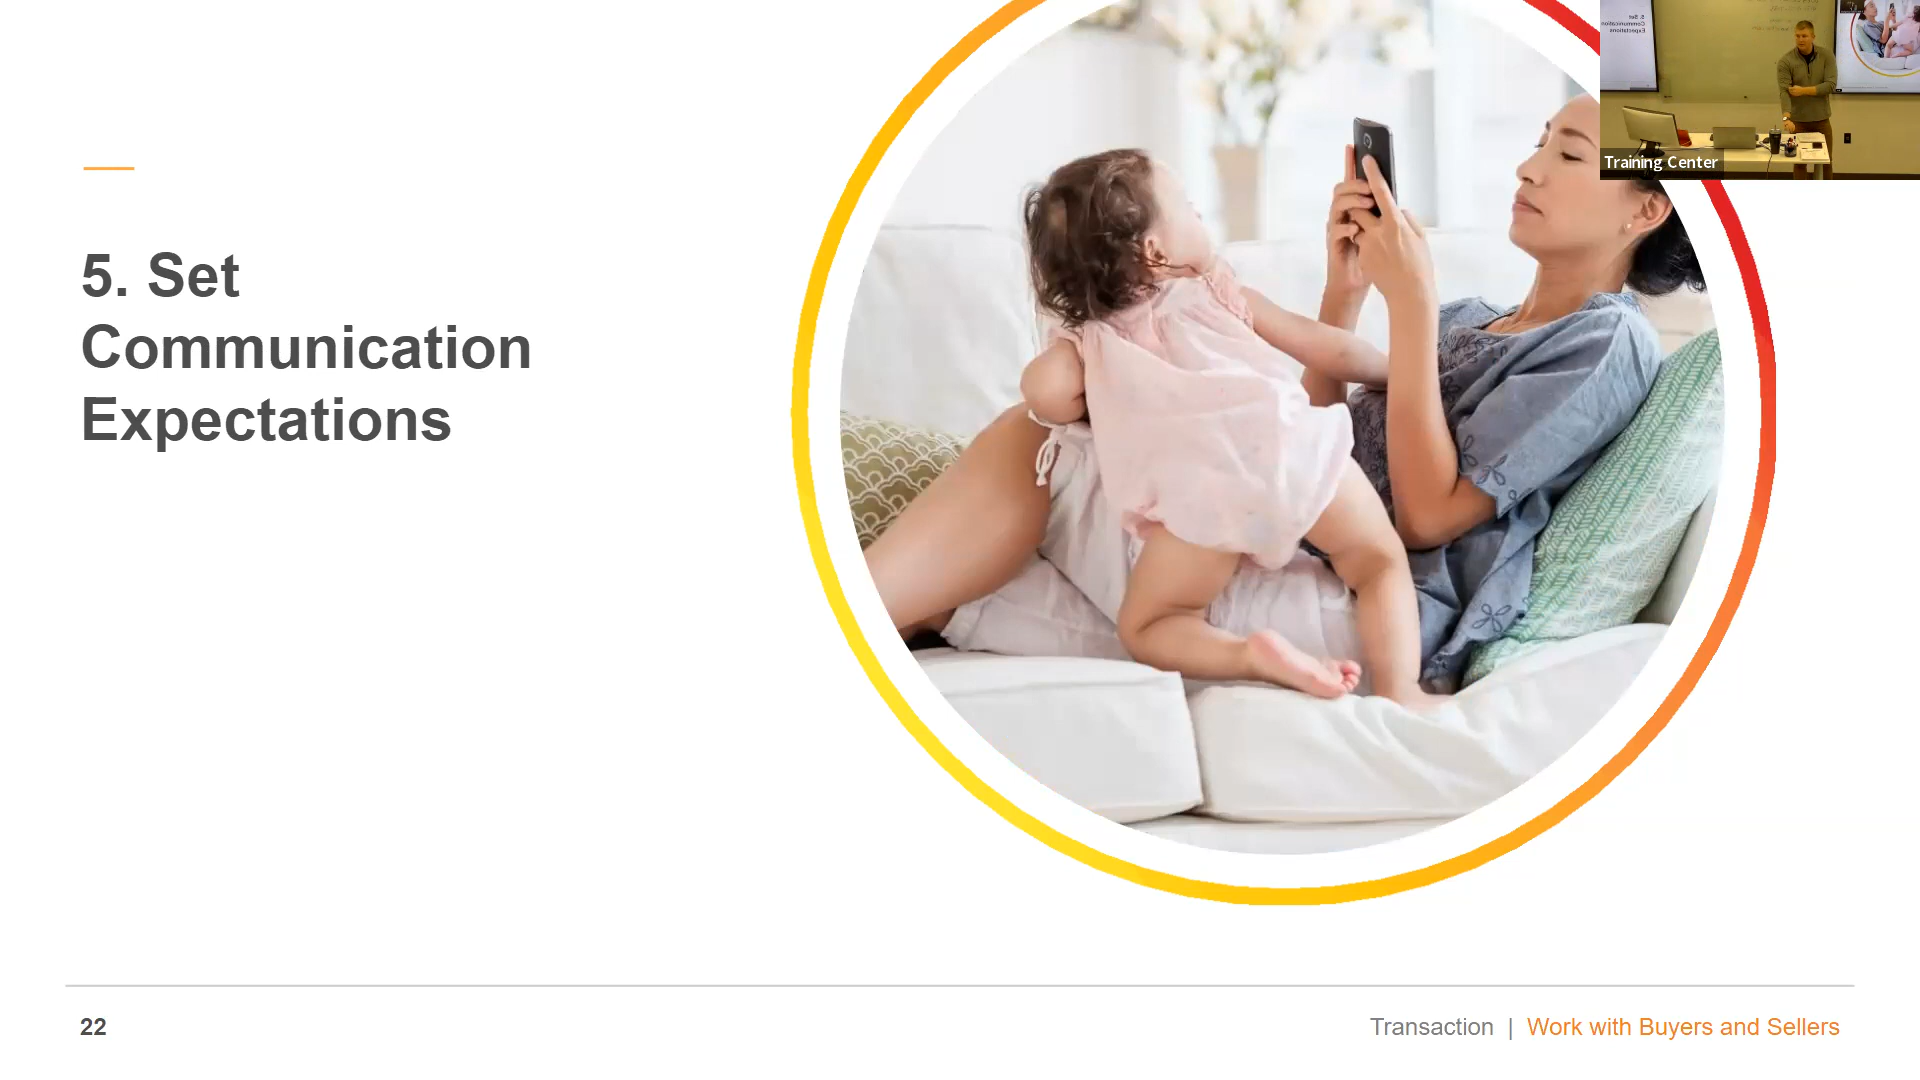 5. Set
Communication
Expectations
Training Center
22
Transaction | Work with Buyers and Sellers